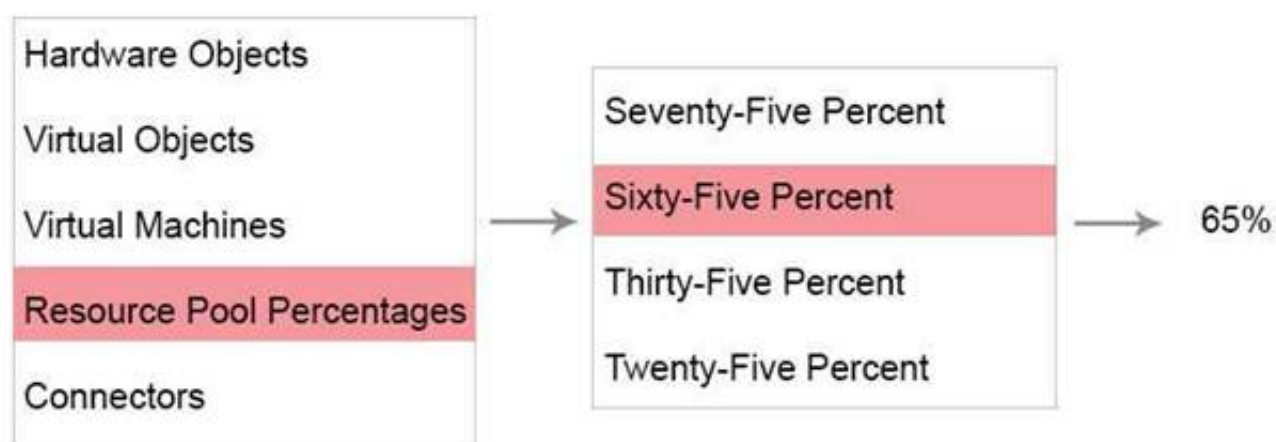 Hardware Objects
Virtual Objects
Virtual Machines
Resource Pool Percentages
Connectors
Seventy-Five Percent
Sixty-Five Percent
Thirty-Five Percent
Twenty-Five Percent
65%